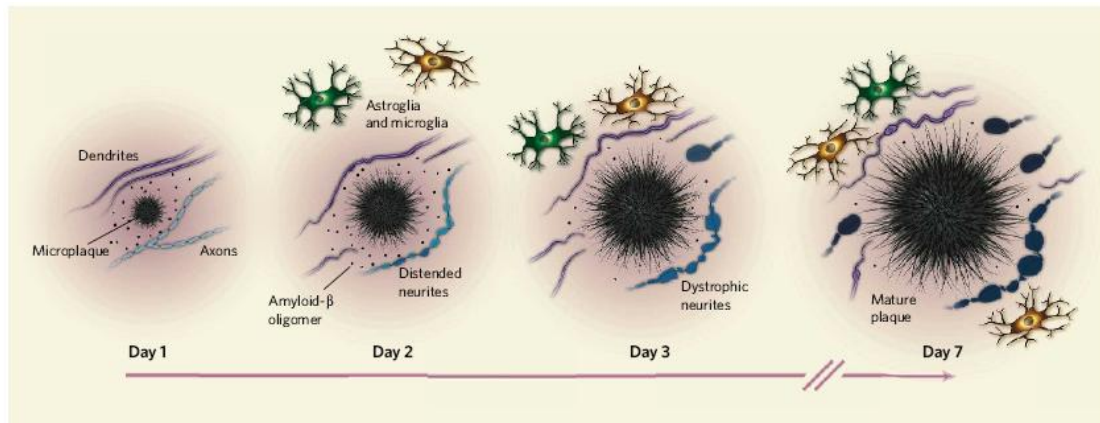 Dendrites
Microplaque
Axons
Day 1
Astroglia
and microglia
Amyloid-β
oligomer
Distended
neurites
Day 2
Dystrophic
neurites
Day 3
Mature
plaque
Day 7